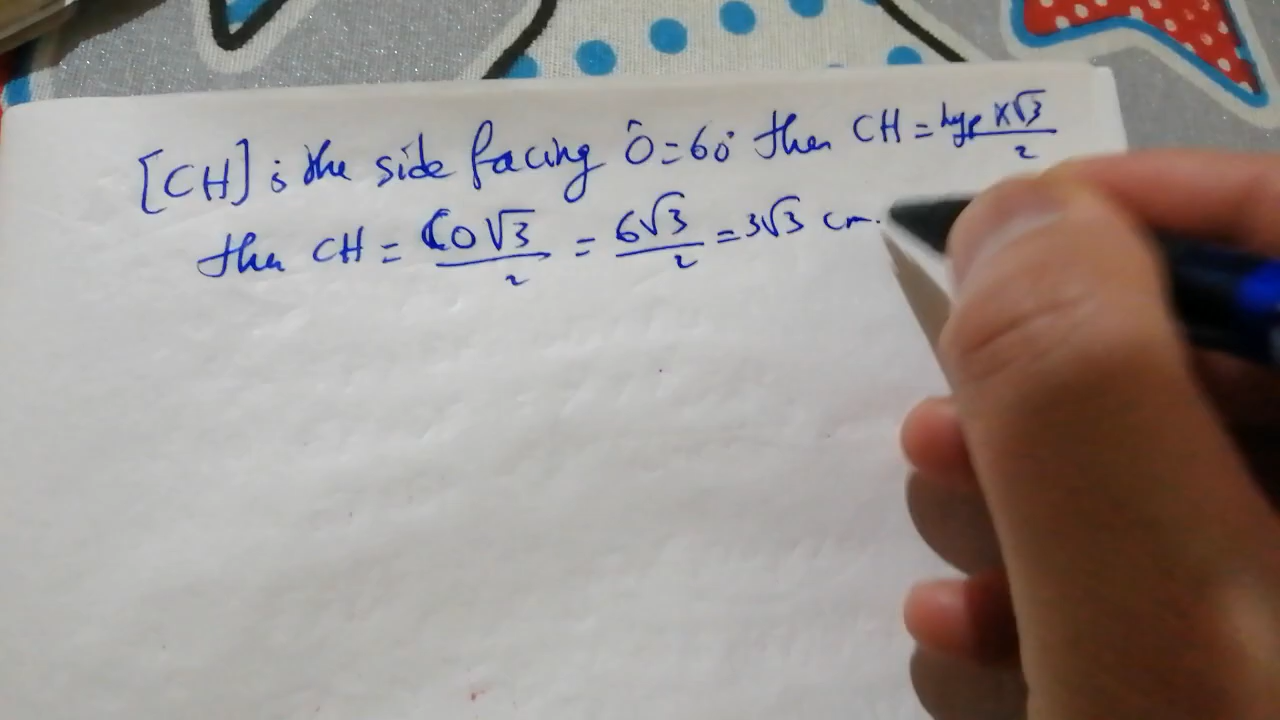 [CH] is the side facing Ô=60° then CH = hyp×√3/2
then CH = CO√3/2 = 6√3/2 = 3√3 cm.